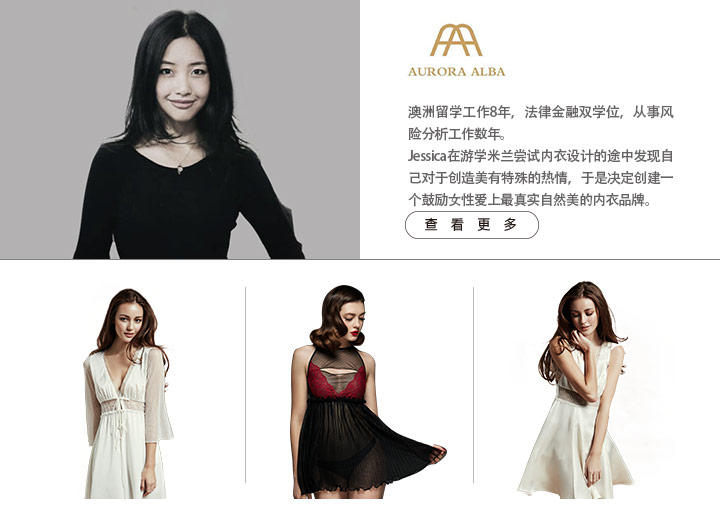 AURORA ALBA
澳洲留学工作8年，法律金融双学位，从事风
险分析工作数年。
Jessica在游学米兰尝试内衣设计的途中发现自
己对于创造美有特殊的热情，于是决定创建一
个鼓励女性爱上最真实自然美的内衣品牌。
查看更多